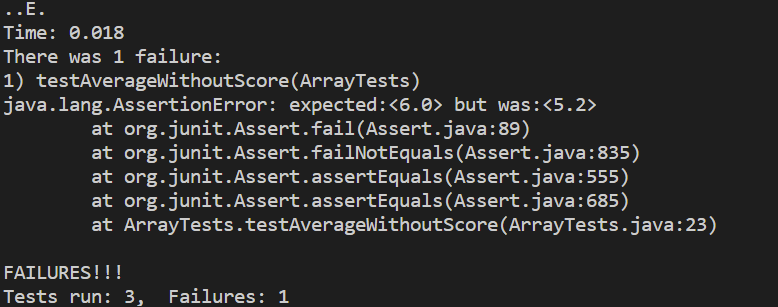 ..E.
Time: 0.018
There was 1 failure:
1) testAverageWithoutScore(ArrayTests)
java.lang.AssertionError: expected:<6.0> but was:<5.2>
        at org.junit.Assert.fail(Assert.java:89)
        at org.junit.Assert.failNotEquals(Assert.java:835)
        at org.junit.Assert.assertEquals(Assert.java:555)
        at org.junit.Assert.assertEquals(Assert.java:685)
        at ArrayTests.testAverageWithoutScore(ArrayTests.java:23)

FAILURES!!!
Tests run: 3,  Failures: 1